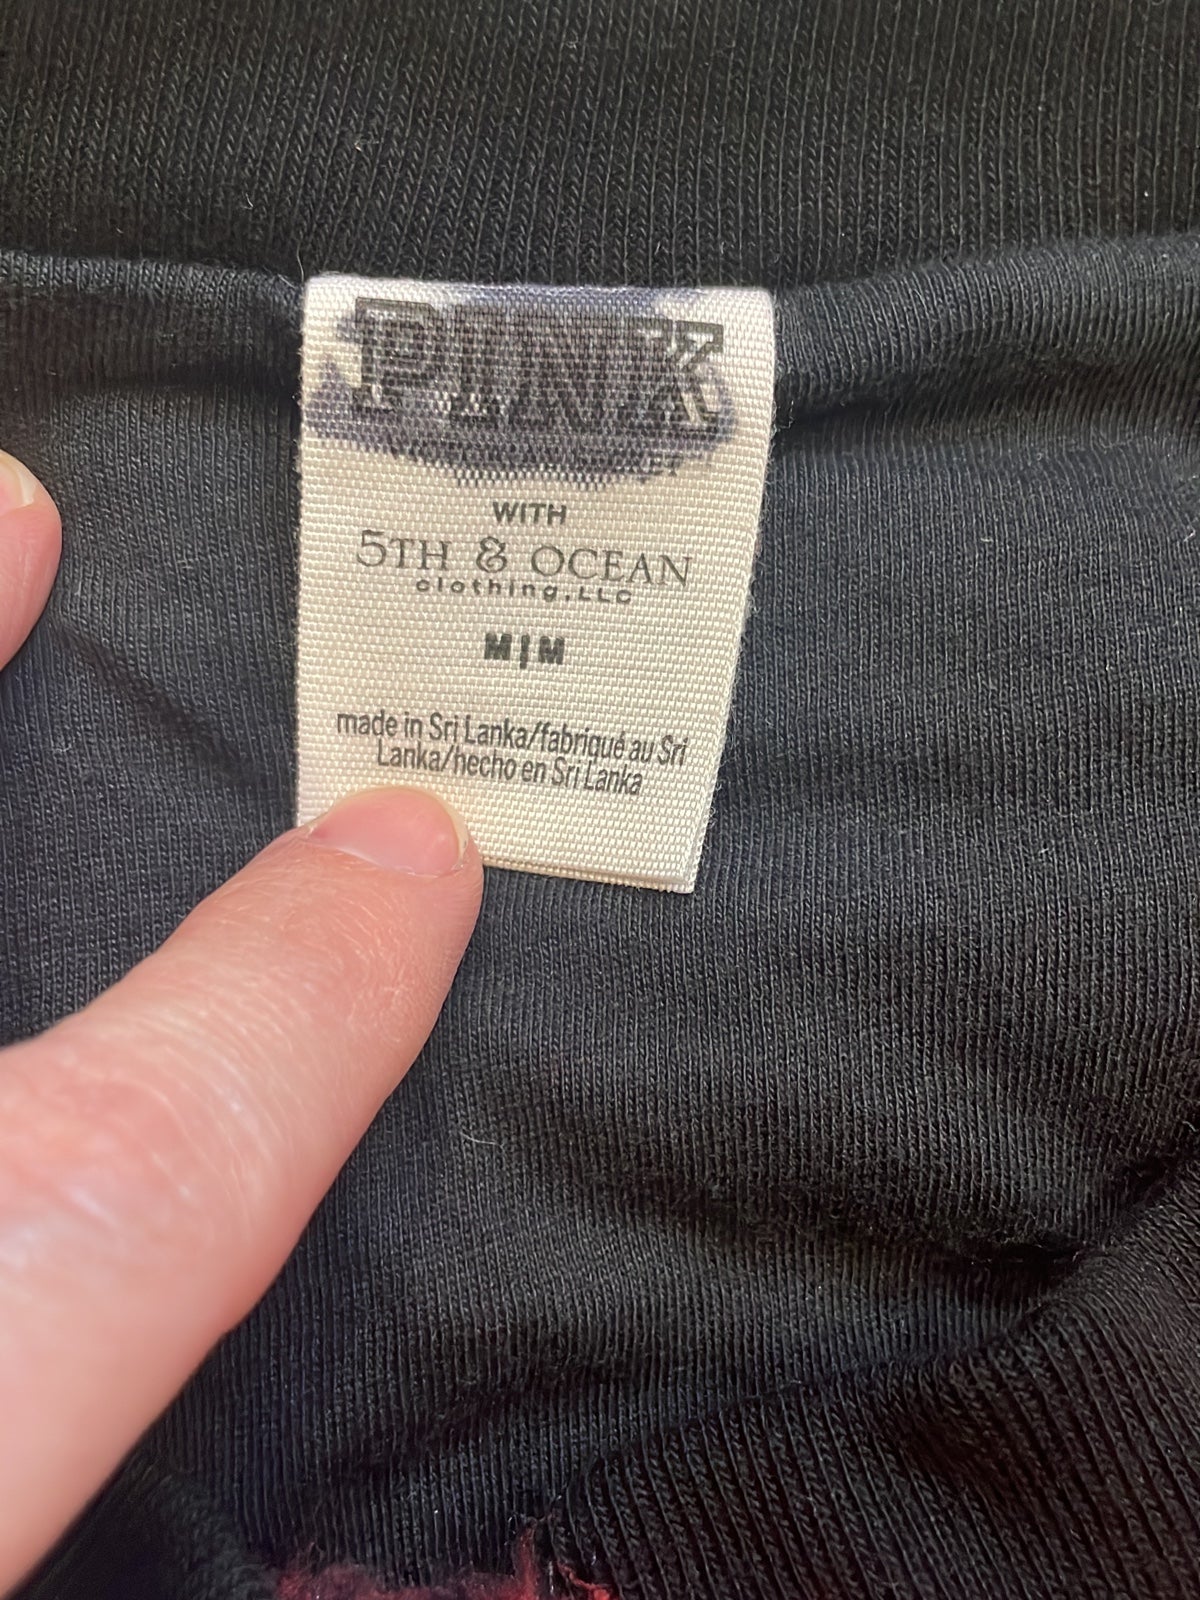 PINK
WITH
5TH & OCEAN
clothing, LLC
M|M
made in Sri Lanka/fabriqué au Sri
Lanka/hecho en Sri Lanka